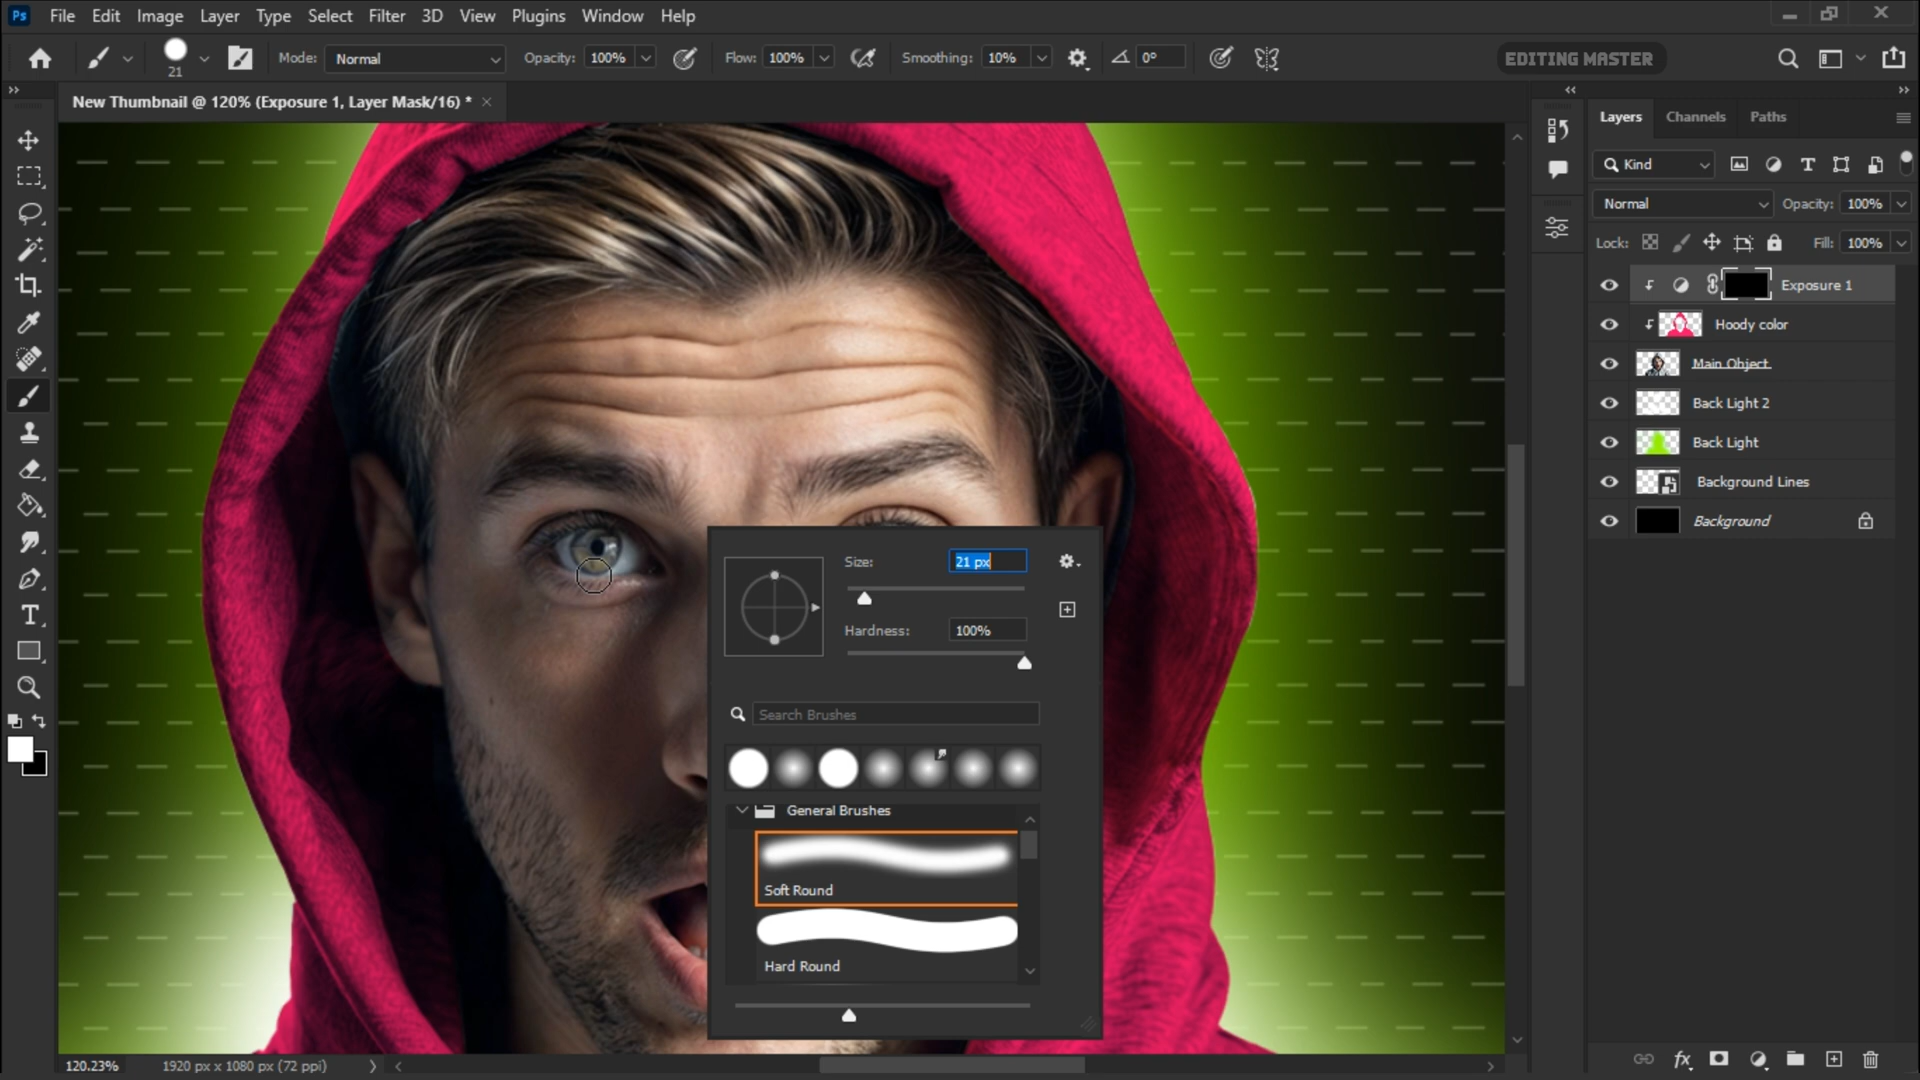 Ps File Edit Image Layer Type Select Filter 3D View Plugins Window Help
21 Mode: Normal Opacity: 100% Flow: 100% Smoothing: 10% 0° EDITING MASTER
New Thumbnail @ 120% (Exposure 1, Layer Mask/16) *
Layers Channels Paths
Kind
Normal Opacity: 100%
Lock: Fill: 100%
Exposure 1
Hoody color
Main Object
Back Light 2
Back Light
Background Lines
Background
Size: 21 px
Hardness: 100%
Search Brushes
General Brushes
Soft Round
Hard Round
120.23% 1920 px x 1080 px (72 ppi)